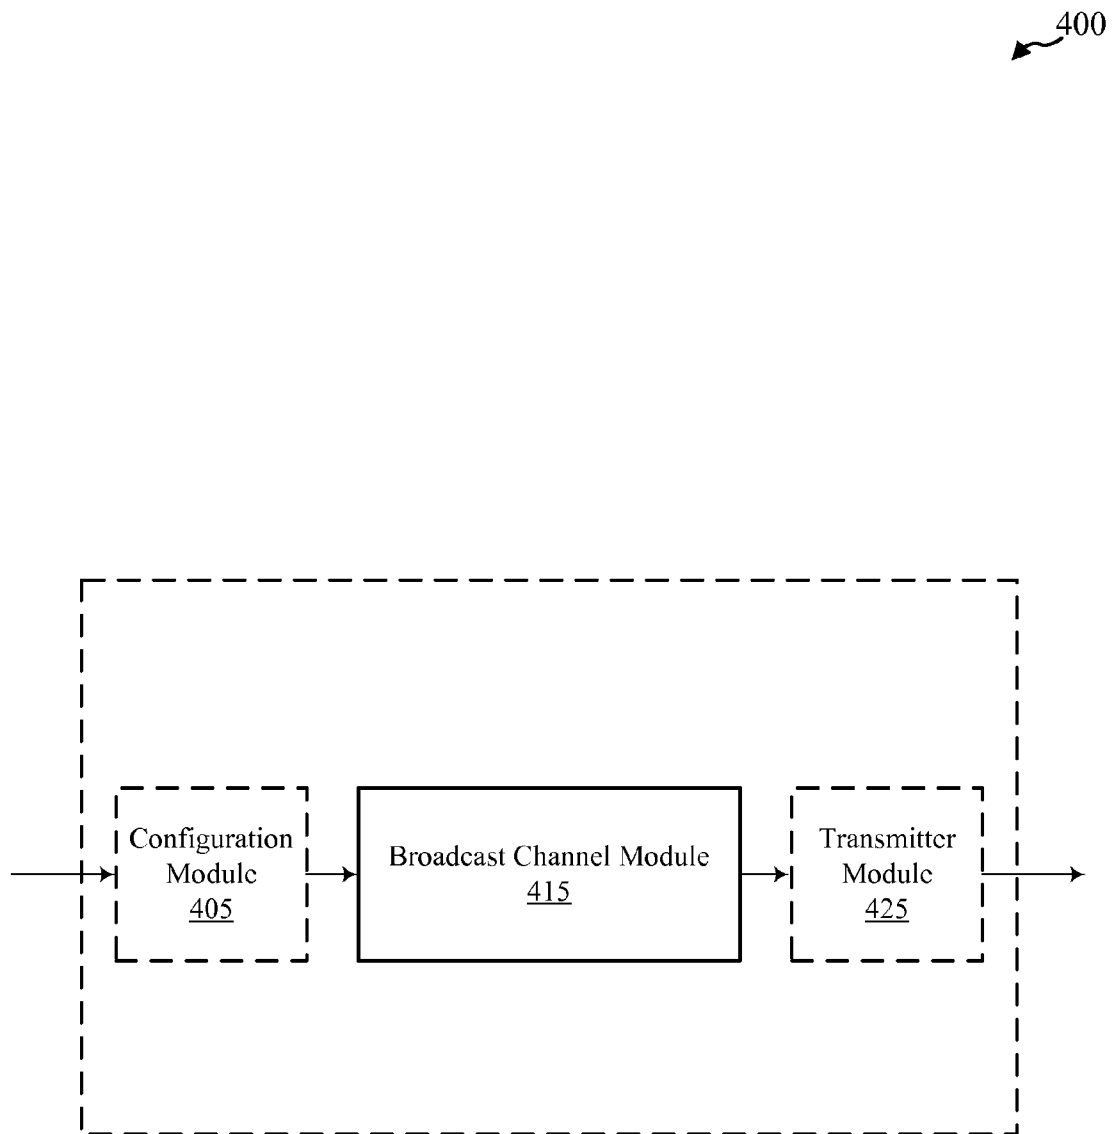 400
Configuration
Module
405
Broadcast Channel Module
415
Transmitter
Module
425